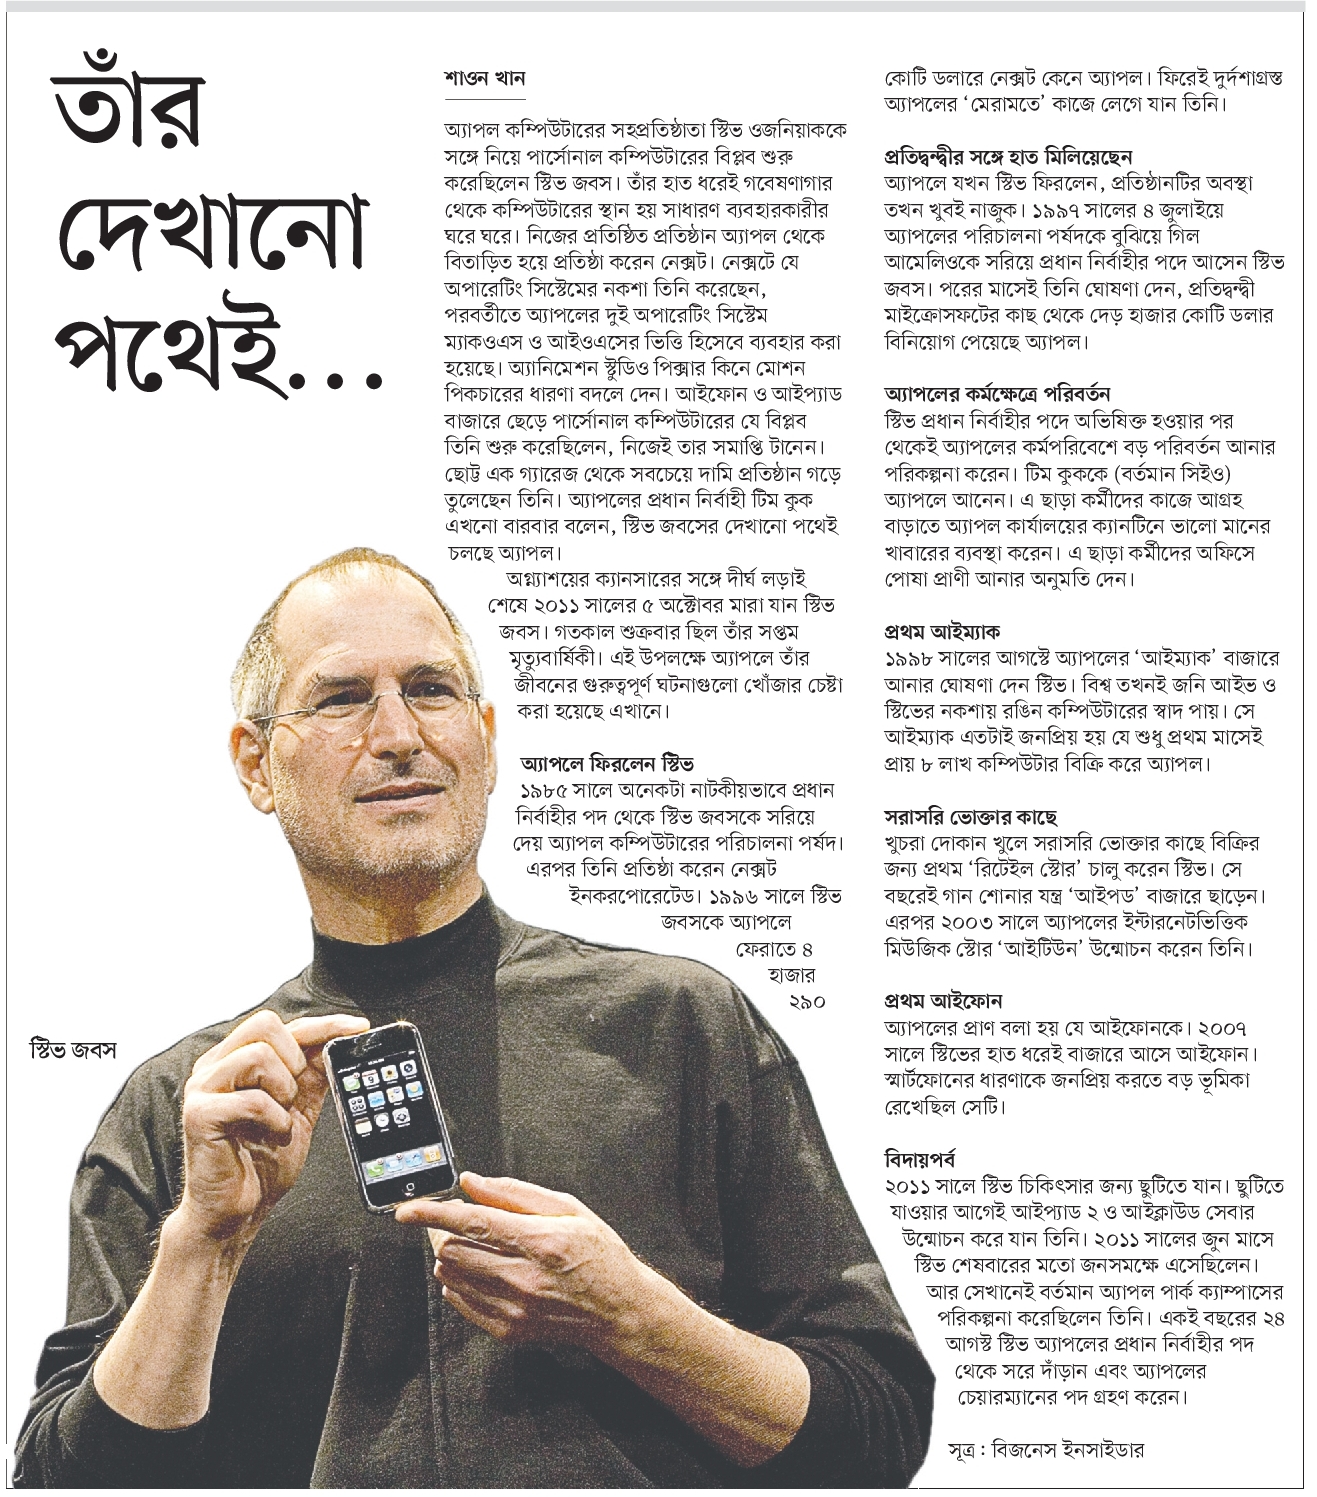 তাঁর
দেখানো
পথেই...
শাওন খান
অ্যাপল কম্পিউটারের সহপ্রতিষ্ঠাতা স্টিভ ওজনিয়াককে
সঙ্গে নিয়ে পার্সোনাল কম্পিউটারের বিপ্লব শুরু
করেছিলেন স্টিভ জবস। তাঁর হাত ধরেই গবেষণাগার
থেকে কম্পিউটারের স্থান হয় সাধারণ ব্যবহারকারীর
ঘরে ঘরে। নিজের প্রতিষ্ঠিত প্রতিষ্ঠান অ্যাপল থেকে
বিতাড়িত হয়ে প্রতিষ্ঠা করেন নেক্সট। নেক্সটে যে
অপারেটিং সিস্টেমের নকশা তিনি করেছেন,
পরবর্তীতে অ্যাপলের দুই অপারেটিং সিস্টেম
ম্যাকওএস ও আইওএসের ভিত্তি হিসেবে ব্যবহার করা
হয়েছে। অ্যানিমেশন স্টুডিও পিক্সার কিনে মোশন
পিকচারের ধারণা বদলে দেন। আইফোন ও আইপ্যাড
বাজারে ছেড়ে পার্সোনাল কম্পিউটারের যে বিপ্লব
তিনি শুরু করেছিলেন, নিজেই তার সমাপ্তি টানেন।
ছোট্ট এক গ্যারেজ থেকে সবচেয়ে দামি প্রতিষ্ঠান গড়ে
তুলেছেন তিনি। অ্যাপলের প্রধান নির্বাহী টিম কুক
এখনো বারবার বলেন, স্টিভ জবসের দেখানো পথেই
চলছে অ্যাপল।
অগ্ন্যাশয়ের ক্যানসারের সঙ্গে দীর্ঘ লড়াই
শেষে ২০১১ সালের ৫ অক্টোবর মারা যান স্টিভ
জবস। গতকাল শুক্রবার ছিল তাঁর সপ্তম
মৃত্যুবার্ষিকী। এই উপলক্ষে অ্যাপলে তাঁর
জীবনের গুরুত্বপূর্ণ ঘটনাগুলো খোঁজার চেষ্টা
করা হয়েছে এখানে।
অ্যাপলে ফিরলেন স্টিভ
১৯৮৫ সালে অনেকটা নাটকীয়ভাবে প্রধান
নির্বাহীর পদ থেকে স্টিভ জবসকে সরিয়ে
দেয় অ্যাপল কম্পিউটারের পরিচালনা পর্ষদ।
এরপর তিনি প্রতিষ্ঠা করেন নেক্সট
ইনকরপোরেটেড। ১৯৯৬ সালে স্টিভ
জবসকে অ্যাপলে
ফেরাতে ৪
হাজার
২৯০
স্টিভ জবস
কোটি ডলারে নেক্সট কেনে অ্যাপল। ফিরেই দুর্দশাগ্রস্ত
অ্যাপলের ‘মেরামতে’ কাজে লেগে যান তিনি।
প্রতিদ্বন্দ্বীর সঙ্গে হাত মিলিয়েছেন
অ্যাপলে যখন স্টিভ ফিরলেন, প্রতিষ্ঠানটির অবস্থা
তখন খুবই নাজুক। ১৯৯৭ সালের ৪ জুলাইয়ে
অ্যাপলের পরিচালনা পর্ষদকে বুঝিয়ে গিল
আমেলিওকে সরিয়ে প্রধান নির্বাহীর পদে আসেন স্টিভ
জবস। পরের মাসেই তিনি ঘোষণা দেন, প্রতিদ্বন্দ্বী
মাইক্রোসফটের কাছ থেকে দেড় হাজার কোটি ডলার
বিনিয়োগ পেয়েছে অ্যাপল।
অ্যাপলের কর্মক্ষেত্রে পরিবর্তন
স্টিভ প্রধান নির্বাহীর পদে অভিষিক্ত হওয়ার পর
থেকেই অ্যাপলের কর্মপরিবেশে বড় পরিবর্তন আনার
পরিকল্পনা করেন। টিম কুককে (বর্তমান সিইও)
অ্যাপলে আনেন। এ ছাড়া কর্মীদের কাজে আগ্রহ
বাড়াতে অ্যাপল কার্যালয়ের ক্যানটিনে ভালো মানের
খাবারের ব্যবস্থা করেন। এ ছাড়া কর্মীদের অফিসে
পোষা প্রাণী আনার অনুমতি দেন।
প্রথম আইম্যাক
১৯৯৮ সালের আগস্টে অ্যাপলের ‘আইম্যাক’ বাজারে
আনার ঘোষণা দেন স্টিভ। বিশ্ব তখনই জনি আইভ ও
স্টিভের নকশায় রঙিন কম্পিউটারের স্বাদ পায়। সে
আইম্যাক এতটাই জনপ্রিয় হয় যে শুধু প্রথম মাসেই
প্রায় ৮ লাখ কম্পিউটার বিক্রি করে অ্যাপল।
সরাসরি ভোক্তার কাছে
খুচরা দোকান খুলে সরাসরি ভোক্তার কাছে বিক্রির
জন্য প্রথম ‘রিটেইল স্টোর’ চালু করেন স্টিভ। সে
বছরেই গান শোনার যন্ত্র ‘আইপড’ বাজারে ছাড়েন।
এরপর ২০০৩ সালে অ্যাপলের ইন্টারনেটভিত্তিক
মিউজিক স্টোর ‘আইটিউন’ উন্মোচন করেন তিনি।
প্রথম আইফোন
অ্যাপলের প্রাণ বলা হয় যে আইফোনকে। ২০০৭
সালে স্টিভের হাত ধরেই বাজারে আসে আইফোন।
স্মার্টফোনের ধারণাকে জনপ্রিয় করতে বড় ভূমিকা
রেখেছিল সেটি।
বিদায়পর্ব
২০১১ সালে স্টিভ চিকিৎসার জন্য ছুটিতে যান। ছুটিতে
যাওয়ার আগেই আইপ্যাড ২ ও আইক্লাউড সেবার
উন্মোচন করে যান তিনি। ২০১১ সালের জুন মাসে
স্টিভ শেষবারের মতো জনসমক্ষে এসেছিলেন।
আর সেখানেই বর্তমান অ্যাপল পার্ক ক্যাম্পাসের
পরিকল্পনা করেছিলেন তিনি। একই বছরের ২৪
আগস্ট স্টিভ অ্যাপলের প্রধান নির্বাহীর পদ
থেকে সরে দাঁড়ান এবং অ্যাপলের
চেয়ারম্যানের পদ গ্রহণ করেন।
সূত্র : বিজনেস ইনসাইডার